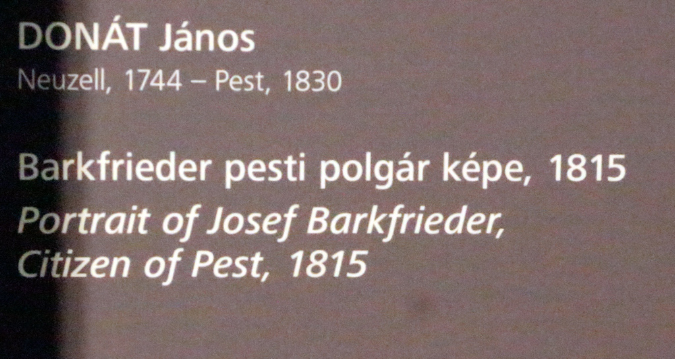 DONÁT János
Neuzell, 1744 – Pest, 1830
Barkfrieder pesti polgár képe, 1815
Portrait of Josef Barkfrieder,
Citizen of Pest, 1815